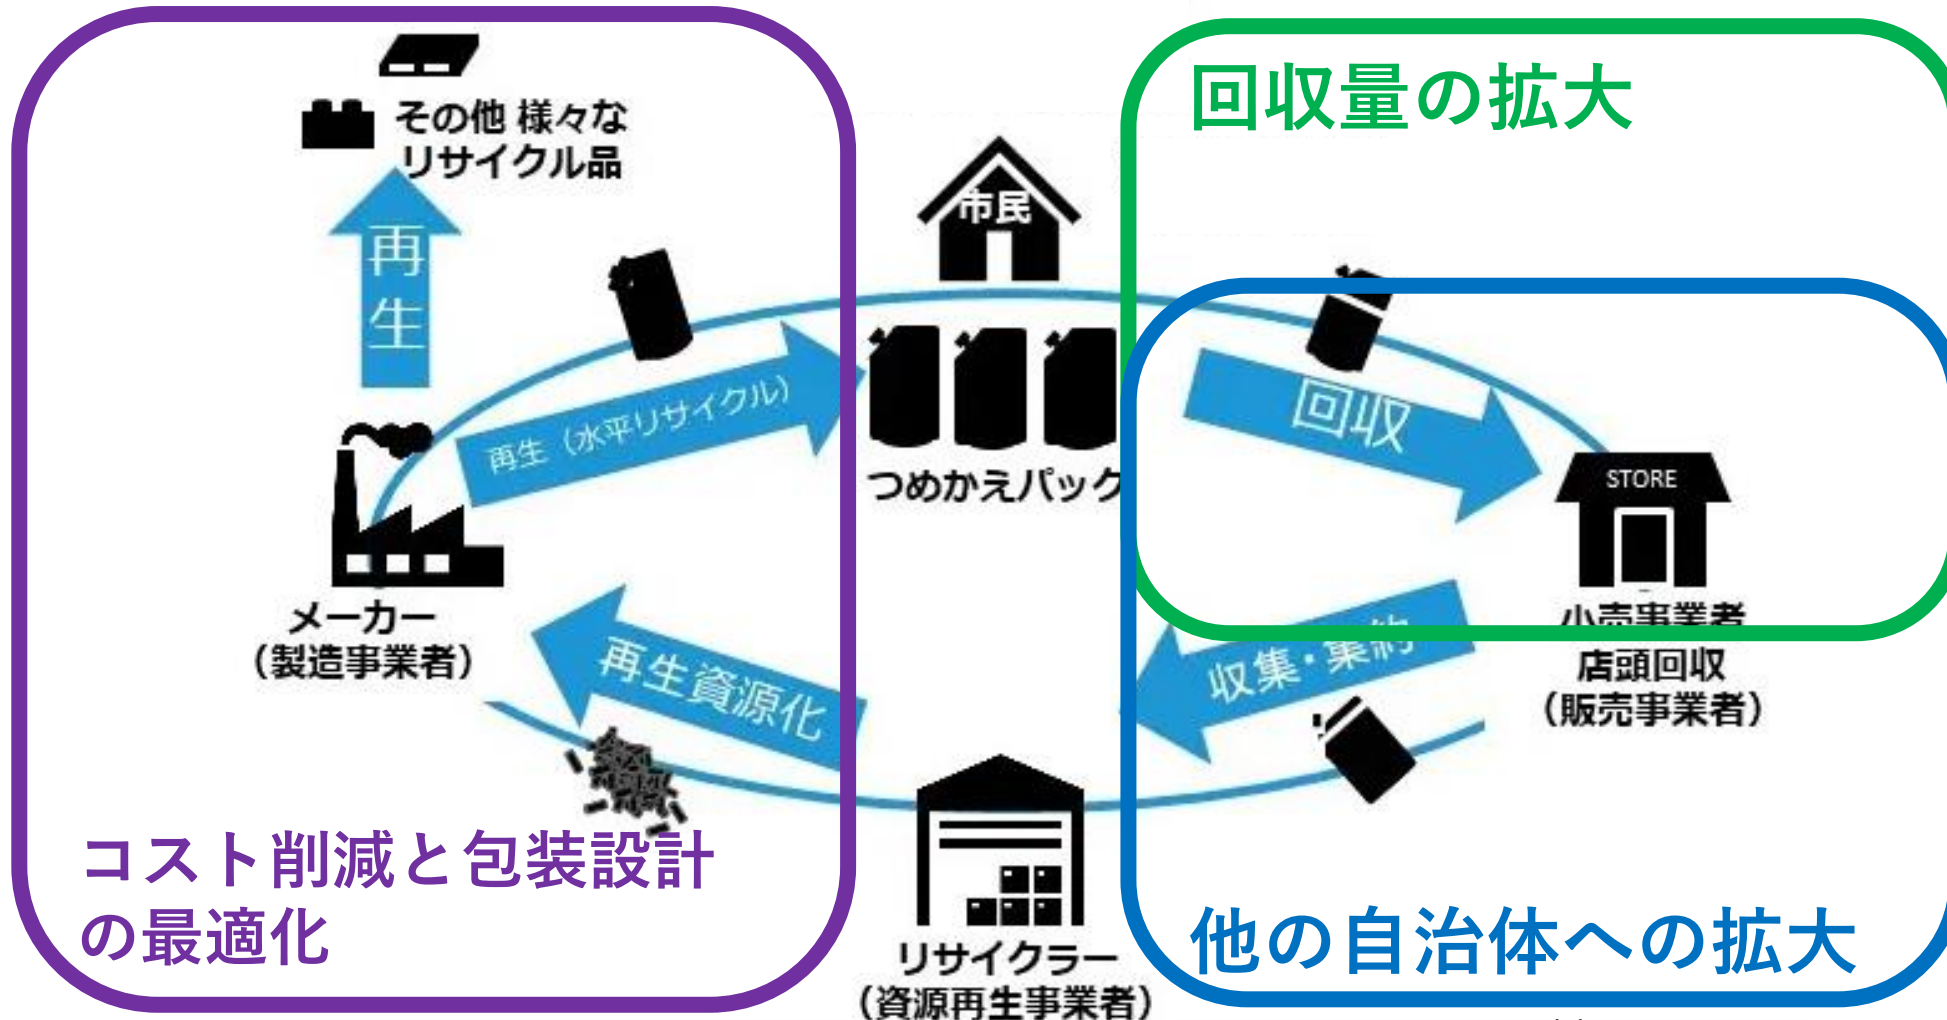 その他 様々な
リサイクル品
再
生
再生（水平リサイクル）
メーカー
（製造事業者）
再生資源化
コスト削減と包装設計
の最適化
市民
つめかえパック
リサイクラー
（資源再生事業者）
回収量の拡大
回収
STORE
小売事業者
店頭回収
（販売事業者）
収集・集約
他の自治体への拡大